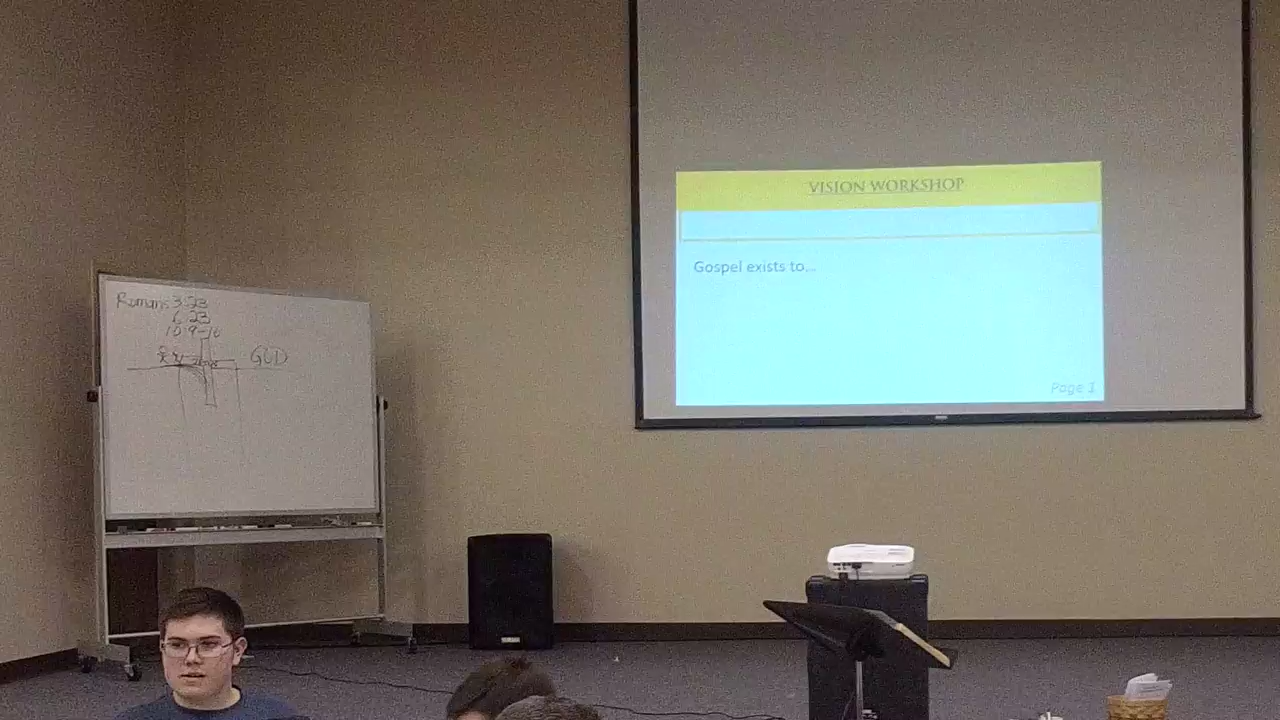 Romans 3:23
6:23
10:9-10
GOD
VISION WORKSHOP
Gospel exists to...
Page 1